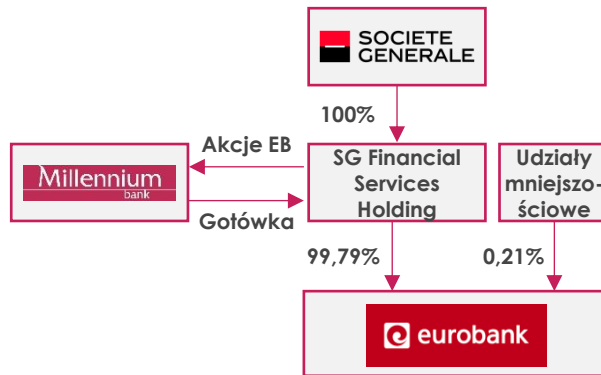 SOCIETE
GENERALE
100%
Akcje EB
Millennium
bank
Gotówka
SG Financial
Services
Holding
Udziały
mniejszo-
ściowe
99,79%
0,21%
eurobank